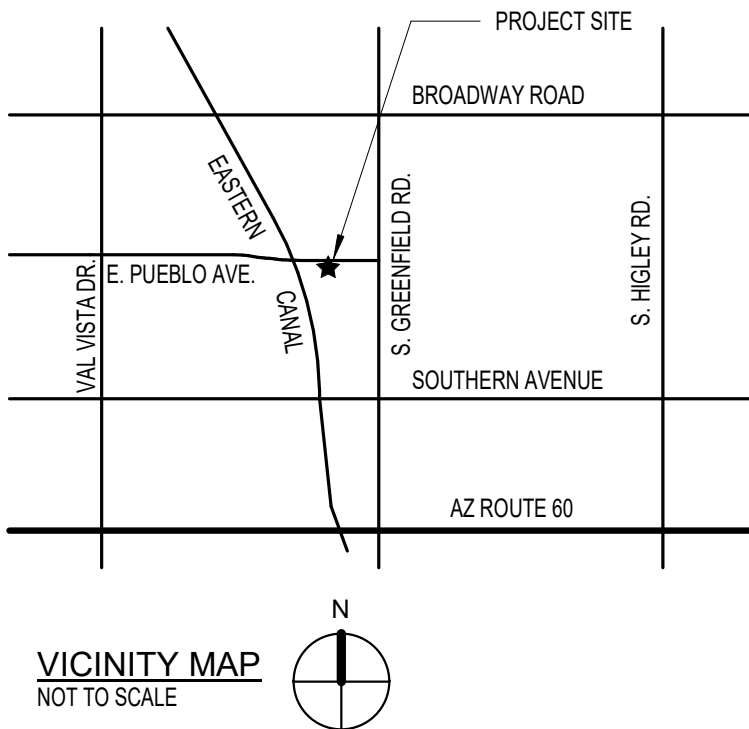 PROJECT SITE
BROADWAY ROAD
EASTERN
CANAL
S. GREENFIELD RD.
S. HIGLEY RD.
E. PUEBLO AVE.
VAL VISTA DR.
SOUTHERN AVENUE
AZ ROUTE 60
N
VICINITY MAP
NOT TO SCALE